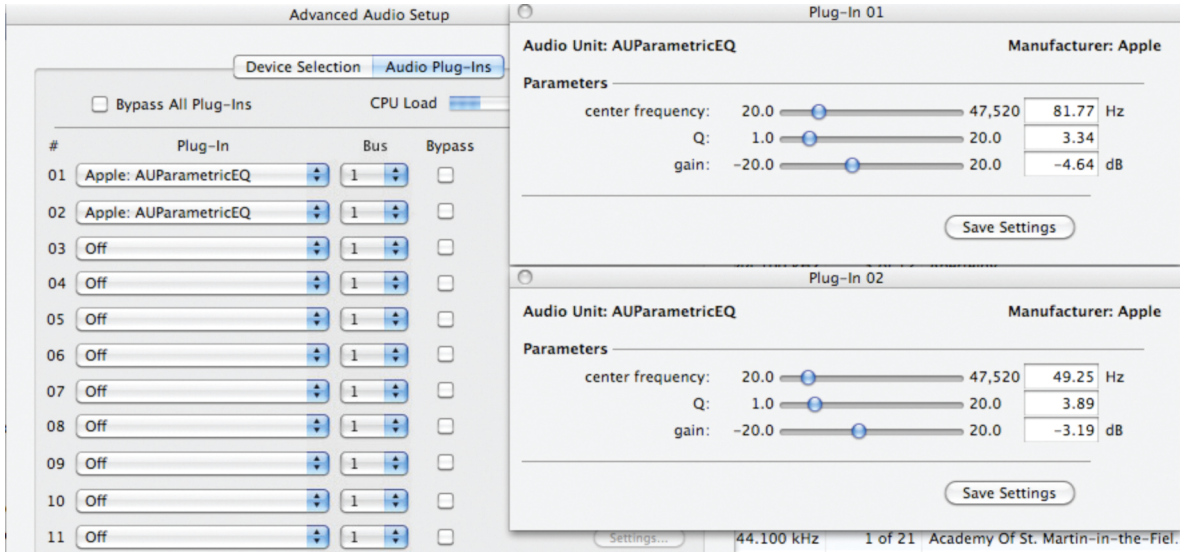 Advanced Audio Setup
Device Selection Audio Plug-Ins
Bypass All Plug-Ins CPU Load
# Plug-In Bus Bypass
01 Apple: AUParametricEQ 1
02 Apple: AUParametricEQ 1
03 Off 1
04 Off 1
05 Off 1
06 Off 1
07 Off 1
08 Off 1
09 Off 1
10 Off 1
11 Off 1
Settings...
Plug-In 01
Audio Unit: AUParametricEQ Manufacturer: Apple
Parameters
center frequency: 20.0 47,520 81.77 Hz
Q: 1.0 20.0 3.34
gain: -20.0 20.0 -4.64 dB
Save Settings
Plug-In 02
Audio Unit: AUParametricEQ Manufacturer: Apple
Parameters
center frequency: 20.0 47,520 49.25 Hz
Q: 1.0 20.0 3.89
gain: -20.0 20.0 -3.19 dB
Save Settings
44.100 kHz 1 of 21 Academy Of St. Martin-in-the-Fiel.